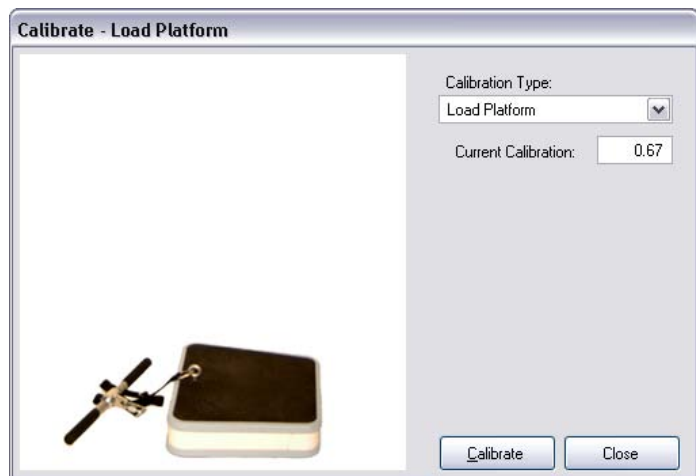 Calibrate - Load Platform
Calibration Type:
Load Platform
Current Calibration: 0.67
Calibrate Close